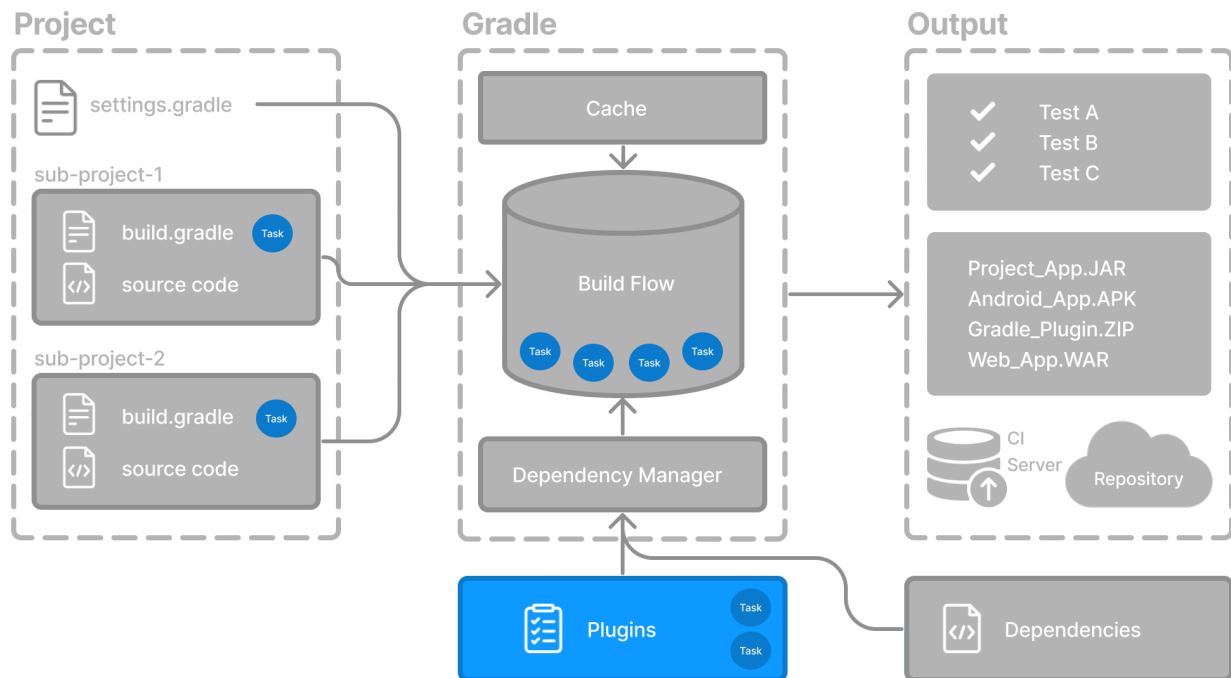 Project
settings.gradle
sub-project-1
build.gradle
Task
source code
sub-project-2
build.gradle
Task
source code
Gradle
Cache
Build Flow
Task
Task
Task
Task
Dependency Manager
Plugins
Task
Task
Output
Test A
Test B
Test C
Project_App.JAR
Android_App.APK
Gradle_Plugin.ZIP
Web_App.WAR
CI
Server
Repository
Dependencies